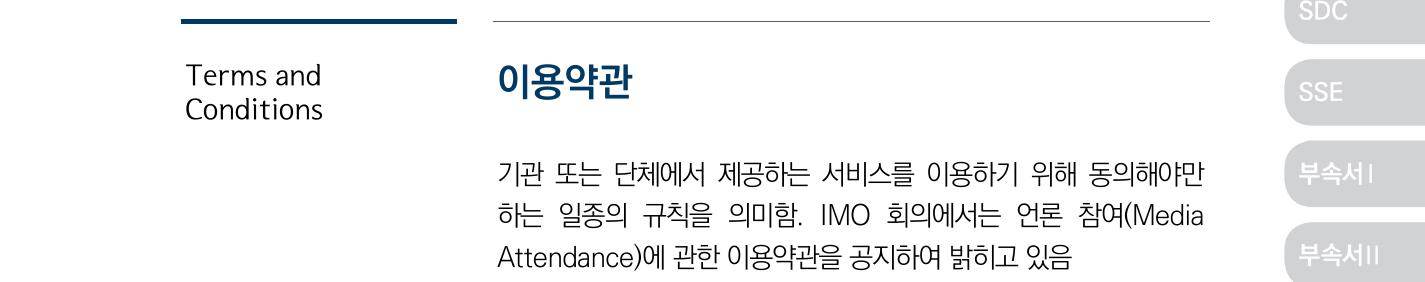 Terms and
Conditions
이용약관
기관 또는 단체에서 제공하는 서비스를 이용하기 위해 동의해야만
하는 일종의 규칙을 의미함. IMO 회의에서는 언론 참여(Media
Attendance)에 관한 이용약관을 공지하여 밝히고 있음
SDC
SSE
부속서Ⅰ
부속서Ⅱ